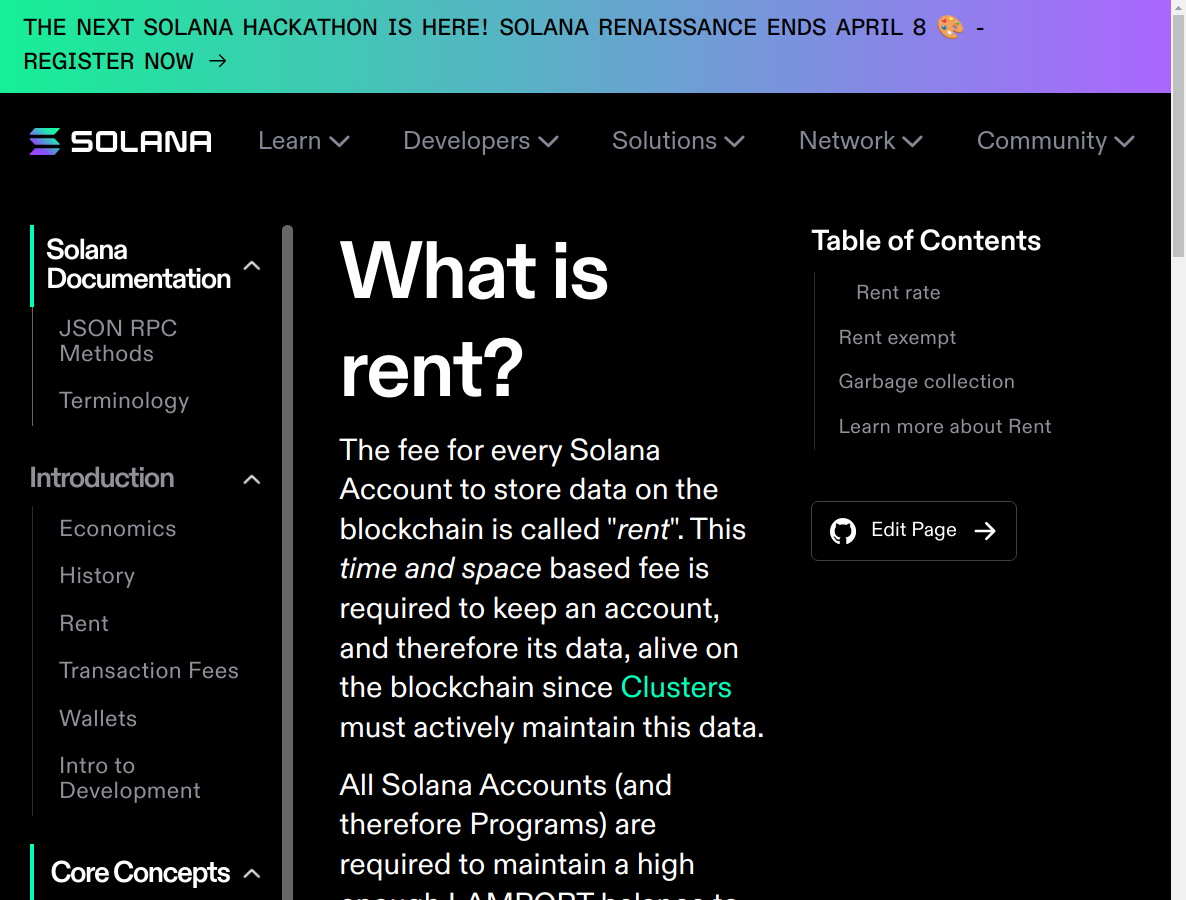 THE NEXT SOLANA HACKATHON IS HERE! SOLANA RENAISSANCE ENDS APRIL 8 🎨 -
REGISTER NOW →
SOLANA
Learn
Developers
Solutions
Network
Community
Solana
Documentation
JSON RPC
Methods
Terminology
Introduction
Economics
History
Rent
Transaction Fees
Wallets
Intro to
Development
Core Concepts
What is
rent?
The fee for every Solana
Account to store data on the
blockchain is called "rent". This
time and space based fee is
required to keep an account,
and therefore its data, alive on
the blockchain since Clusters
must actively maintain this data.
All Solana Accounts (and
therefore Programs) are
required to maintain a high
enough LAMPORT balance to
Table of Contents
Rent rate
Rent exempt
Garbage collection
Learn more about Rent
Edit Page →